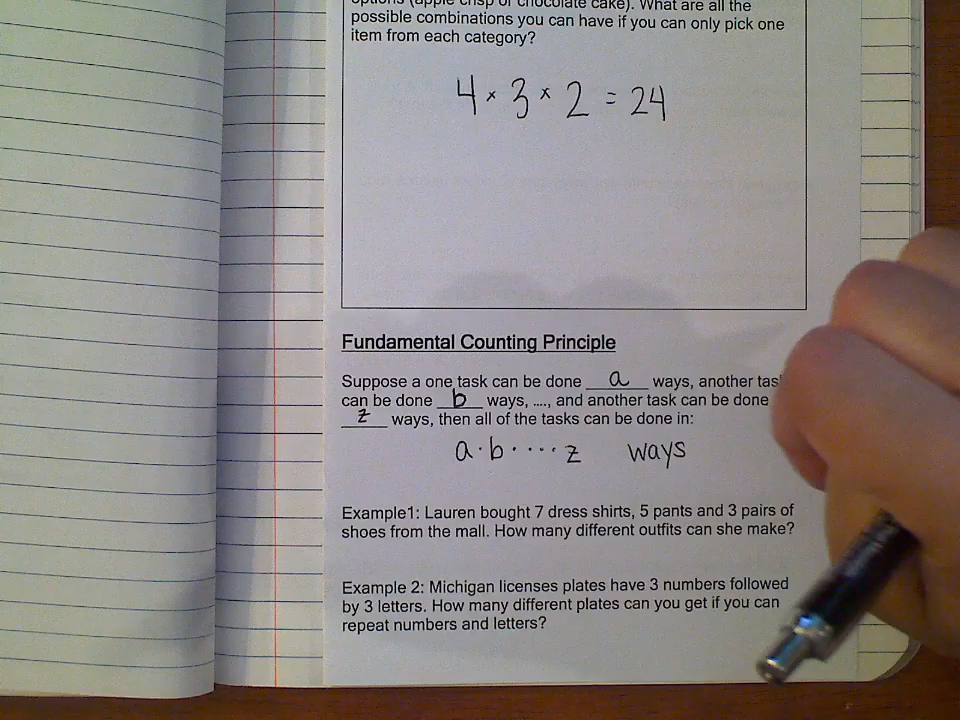 options (apple crisp or chocolate cake). What are all the
possible combinations you can have if you can only pick one
item from each category?
4 × 3 × 2 = 24
Fundamental Counting Principle
Suppose a one task can be done a ways, another tas
can be done b ways, ...., and another task can be done
z ways, then all of the tasks can be done in:
a·b·...·z ways
Example1: Lauren bought 7 dress shirts, 5 pants and 3 pairs of
shoes from the mall. How many different outfits can she make?
Example 2: Michigan licenses plates have 3 numbers followed
by 3 letters. How many different plates can you get if you can
repeat numbers and letters?